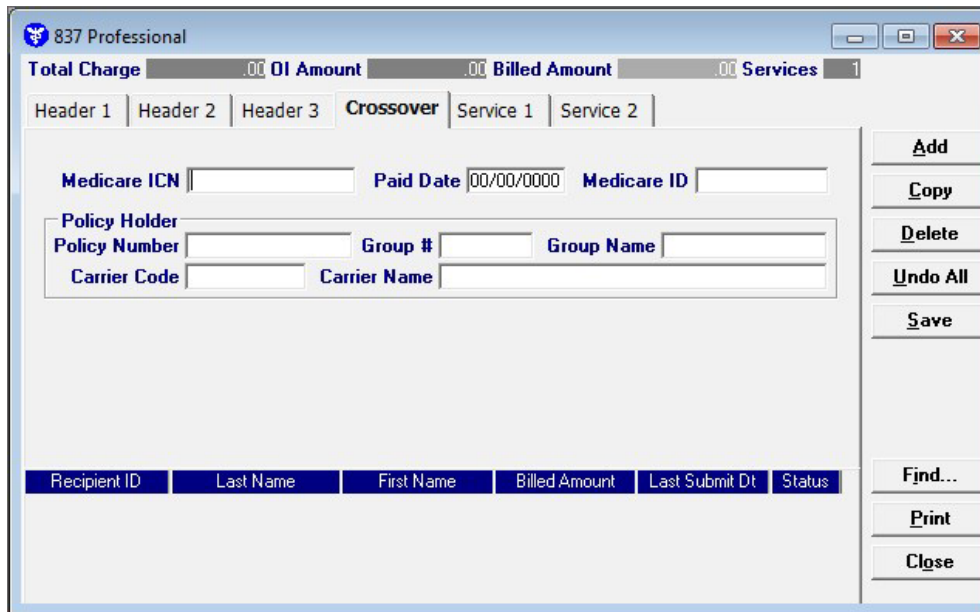 837 Professional
Total Charge .00 OI Amount .00 Billed Amount .00 Services 1
Header 1 Header 2 Header 3 Crossover Service 1 Service 2
Add
Medicare ICN Paid Date 00/00/0000 Medicare ID
Copy
Policy Holder
Delete
Policy Number Group # Group Name
Carrier Code Carrier Name
Undo All
Save
Recipient ID Last Name First Name Billed Amount Last Submit Dt Status
Find...
Print
Close